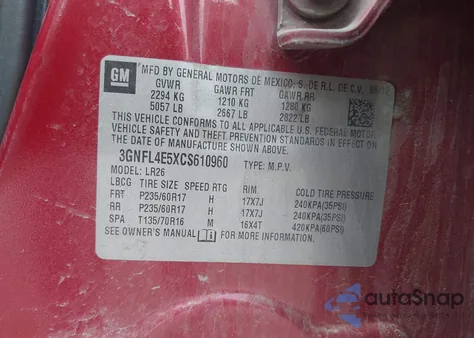 GM
MFD BY GENERAL MOTORS DE MEXICO, S. DE R.L. DE C.V.
GVWR GAWR FRT GAWR RR
2294 KG 1210 KG 1280 KG
5057 LB 2667 LB 2822 LB
THIS VEHICLE CONFORMS TO ALL APPLICABLE U.S. FEDERAL MOTOR
VEHICLE SAFETY AND THEFT PREVENTION STANDARDS IN EFFECT ON THE
DATE OF MANUFACTURE SHOWN ABOVE.
3GNFL4E5XCS610960 TYPE: M.P.V.
MODEL: LR26
LBCG TIRE SIZE SPEED RTG RIM COLD TIRE PRESSURE
FRT P235/60R17 H 17X7J 240KPA(35PSI)
RR P235/60R17 H 17X7J 240KPA(35PSI)
SPA T135/70R16 M 16X4T 420KPA(60PSI)
SEE OWNER'S MANUAL FOR MORE INFORMATION.
autoSnap